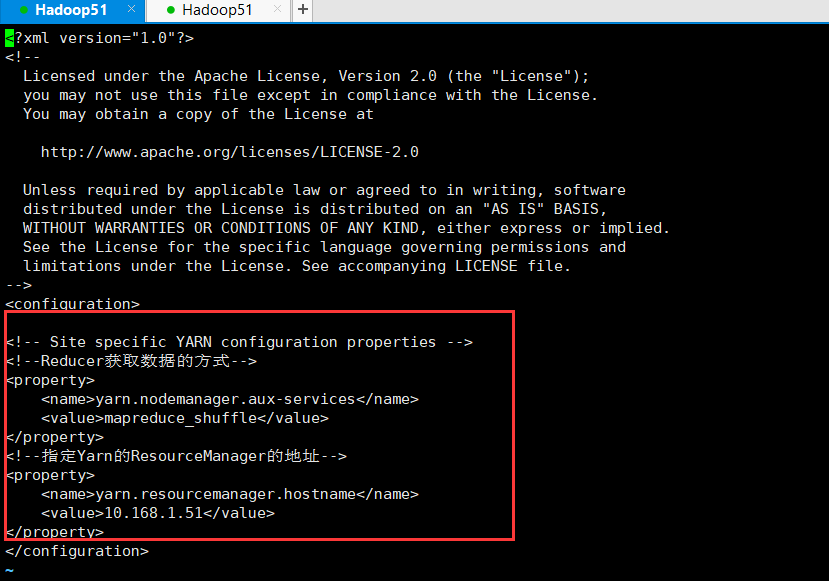 Hadoop51 × Hadoop51 × +
<?xml version="1.0"?>
<!--
  Licensed under the Apache License, Version 2.0 (the "License");
  you may not use this file except in compliance with the License.
  You may obtain a copy of the License at

    http://www.apache.org/licenses/LICENSE-2.0

  Unless required by applicable law or agreed to in writing, software
  distributed under the License is distributed on an "AS IS" BASIS,
  WITHOUT WARRANTIES OR CONDITIONS OF ANY KIND, either express or implied.
  See the License for the specific language governing permissions and
  limitations under the License. See accompanying LICENSE file.
-->
<configuration>

<!-- Site specific YARN configuration properties -->
<!--Reducer获取数据的方式-->
<property>
    <name>yarn.nodemanager.aux-services</name>
    <value>mapreduce_shuffle</value>
</property>
<!--指定Yarn的ResourceManager的地址-->
<property>
    <name>yarn.resourcemanager.hostname</name>
    <value>10.168.1.51</value>
</property>
</configuration>
~